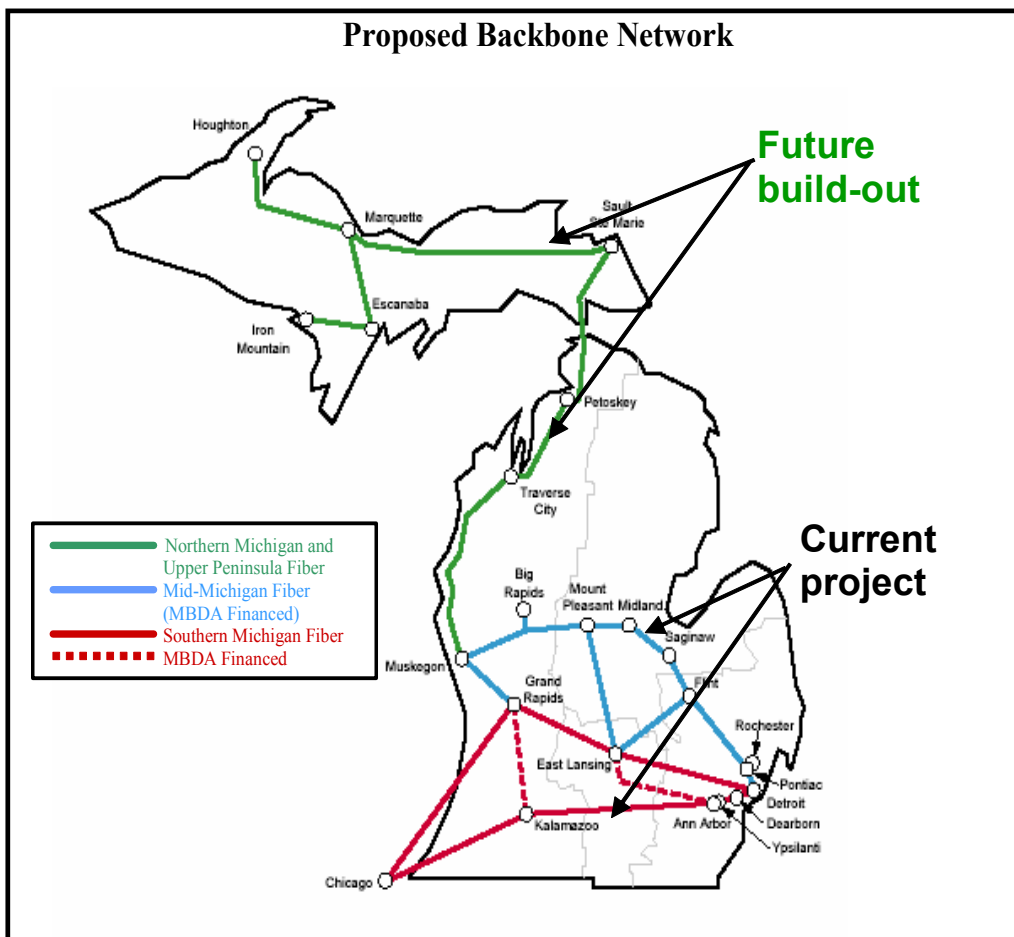 Proposed Backbone Network
Houghton
Future
build-out
Marquette
Sault
Ste Marie
Escanaba
Iron
Mountain
Petoskey
Traverse
City
Northern Michigan and
Upper Peninsula Fiber
Mid-Michigan Fiber
(MBDA Financed)
Southern Michigan Fiber
MBDA Financed
Current
project
Big
Rapids
Mount
Pleasant
Midland
Saginaw
Muskegon
Grand
Rapids
Flint
Rochester
East Lansing
Pontiac
Detroit
Dearborn
Ann Arbor
Ypsilanti
Kalamazoo
Chicago